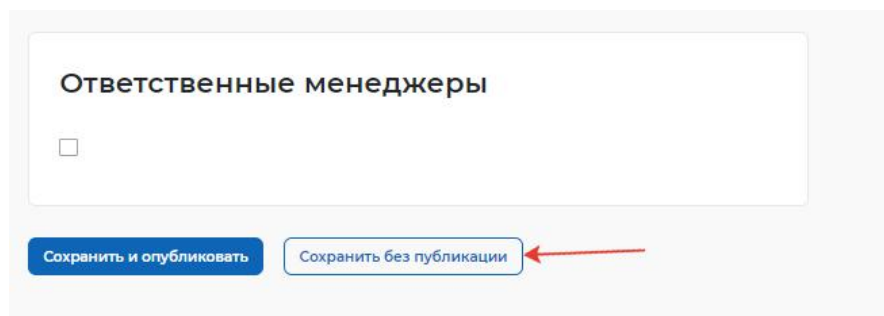 Ответственные менеджеры
Сохранить и опубликовать
Сохранить без публикации